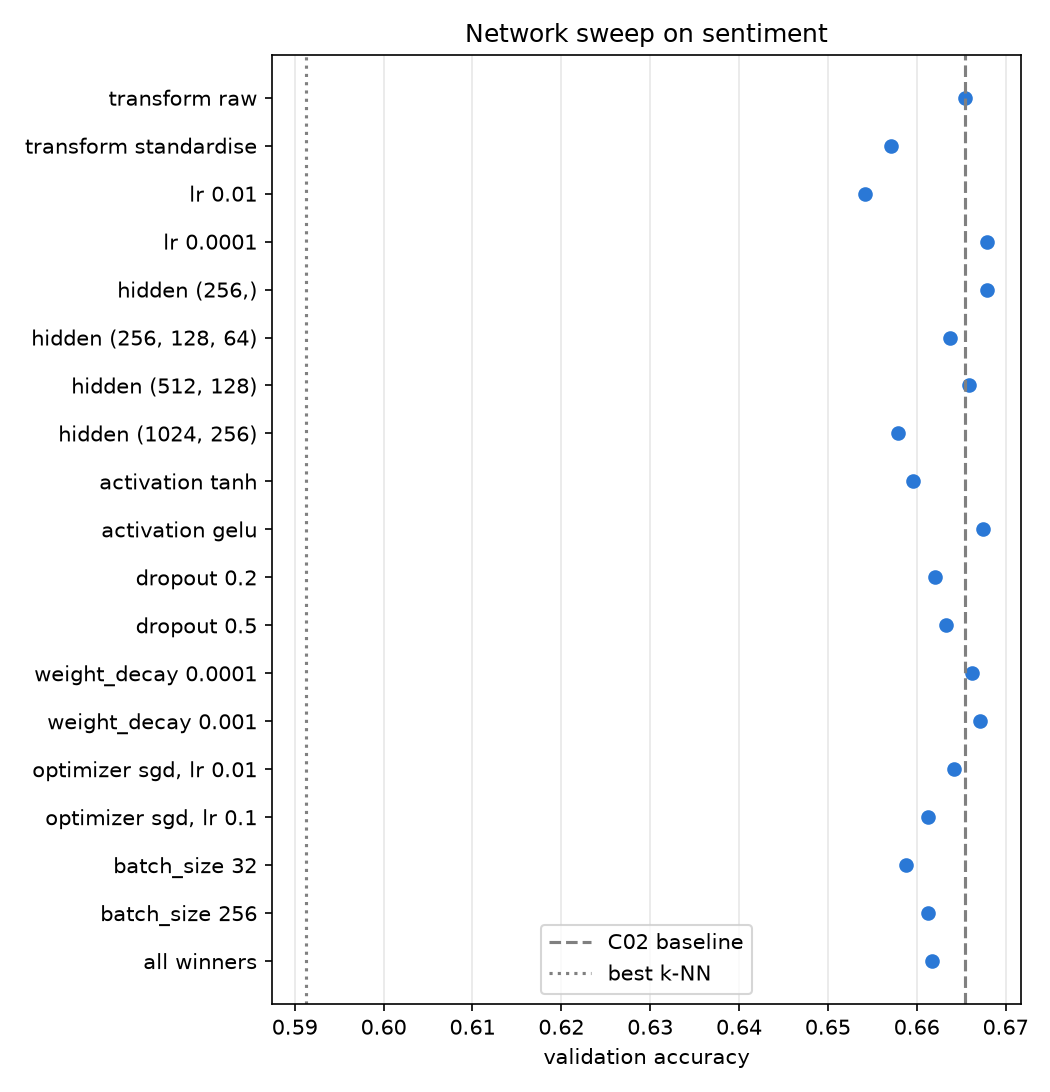 Network sweep on sentiment
transform raw
transform standardise
lr 0.01
lr 0.0001
hidden (256,)
hidden (256, 128, 64)
hidden (512, 128)
hidden (1024, 256)
activation tanh
activation gelu
dropout 0.2
dropout 0.5
weight_decay 0.0001
weight_decay 0.001
optimizer sgd, lr 0.01
optimizer sgd, lr 0.1
batch_size 32
batch_size 256
all winners
C02 baseline
best k-NN
0.59 0.60 0.61 0.62 0.63 0.64 0.65 0.66 0.67
validation accuracy